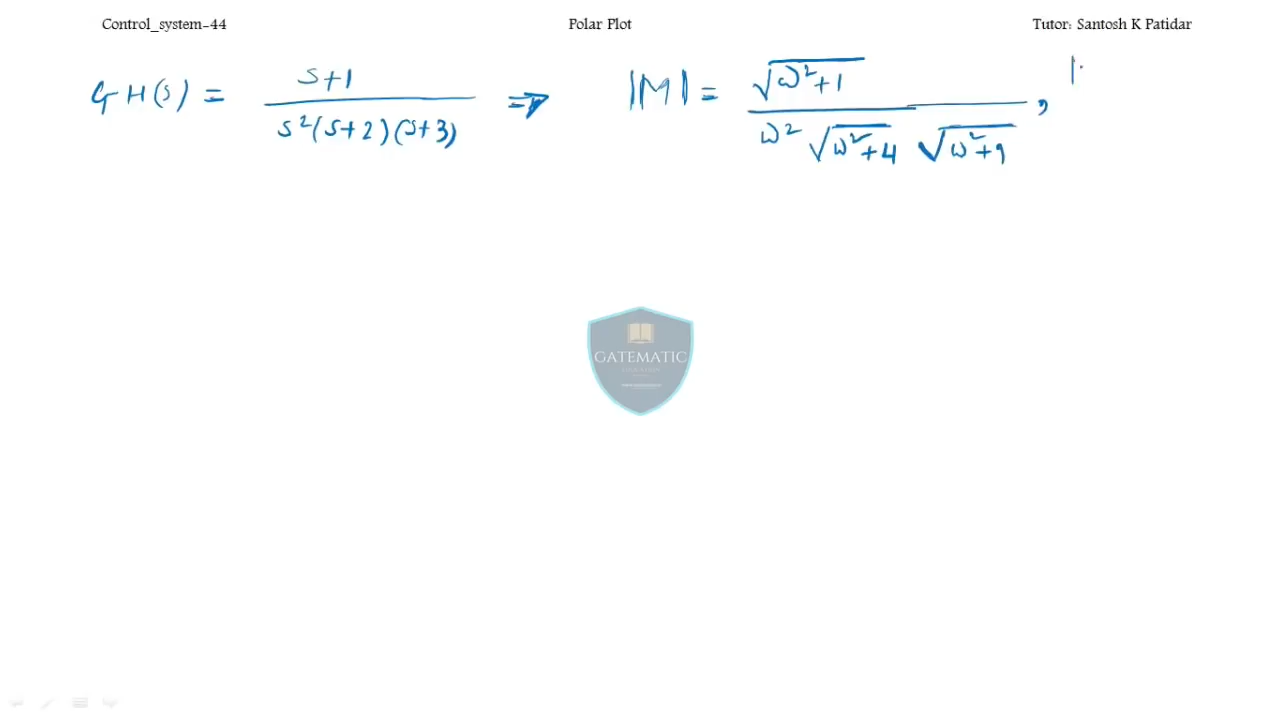 Control_system-44 Polar Plot Tutor: Santosh K Patidar
GH(s) = (s+1) / (s²(s+2)(s+3)) ⇒ |M| = √(ω²+1) / (ω² √(ω²+4) √(ω²+9)) ,
GATEMATIC